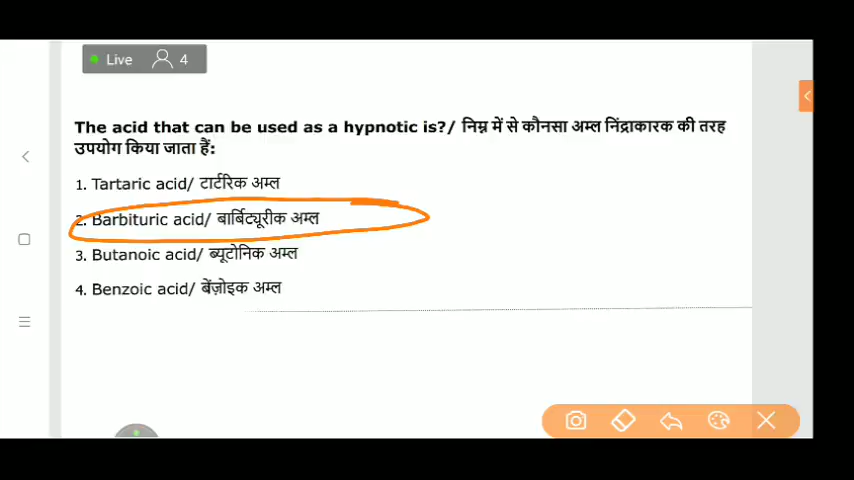 Live 4
The acid that can be used as a hypnotic is?/ निम्न में से कौनसा अम्ल निंद्राकारक की तरह
उपयोग किया जाता हैं:
1. Tartaric acid/ टार्टरिक अम्ल
2. Barbituric acid/ बार्बिट्यूरीक अम्ल
3. Butanoic acid/ ब्यूटोनिक अम्ल
4. Benzoic acid/ बेंज़ोइक अम्ल